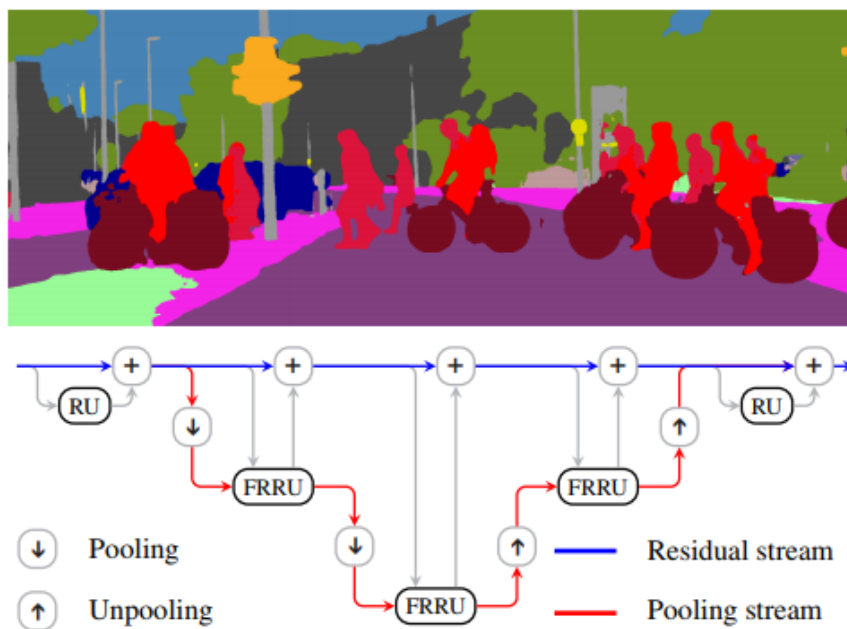 + + + + +
RU RU
↓ ↑
FRRU FRRU
↓ Pooling ↓ ↑ Residual stream
↑ Unpooling FRRU Pooling stream